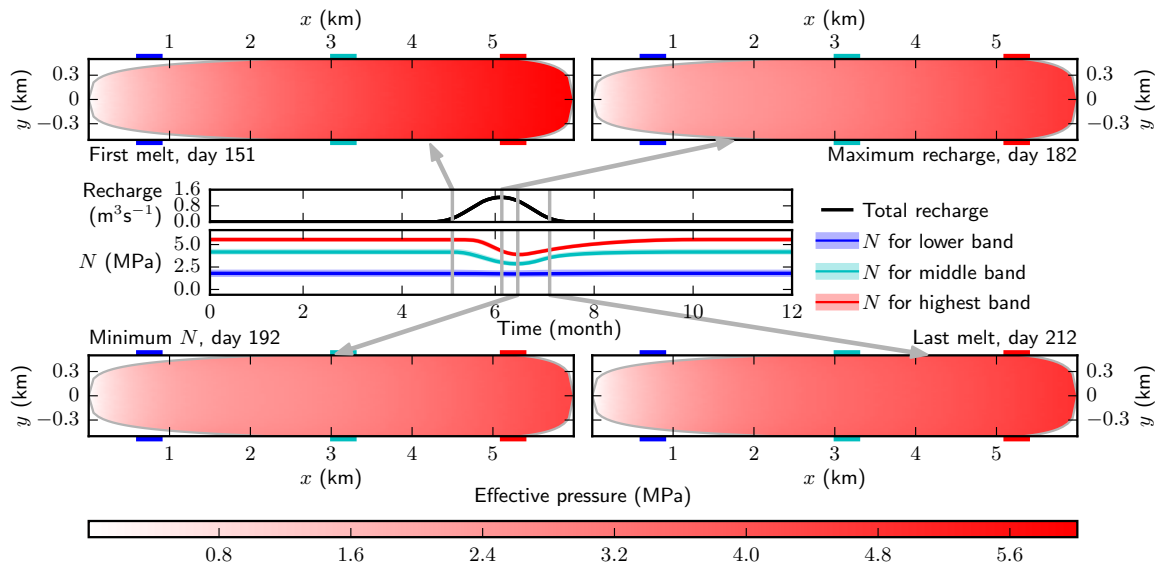 x (km)
x (km)
1 2 3 4 5
1 2 3 4 5
y (km)
0.3
0
−0.3
0.3
0
−0.3
y (km)
First melt, day 151
Maximum recharge, day 182
Recharge
(m³s⁻¹)
1.6
0.8
0.0
N (MPa)
5.0
2.5
0.0
0 2 4 6 8 10 12
Time (month)
Total recharge
N for lower band
N for middle band
N for highest band
Minimum N, day 192
Last melt, day 212
y (km)
0.3
0
−0.3
0.3
0
−0.3
y (km)
1 2 3 4 5
1 2 3 4 5
x (km)
x (km)
Effective pressure (MPa)
0.8 1.6 2.4 3.2 4.0 4.8 5.6